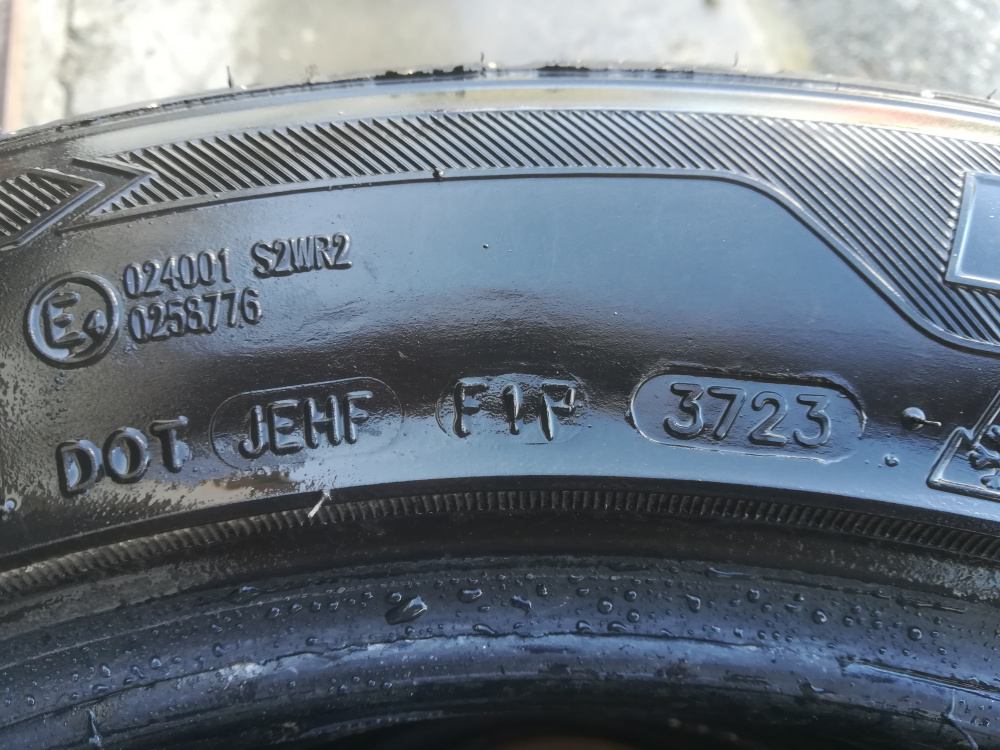 E4 024001 S2WR2
0258776
DOT JEHF F1F 3723